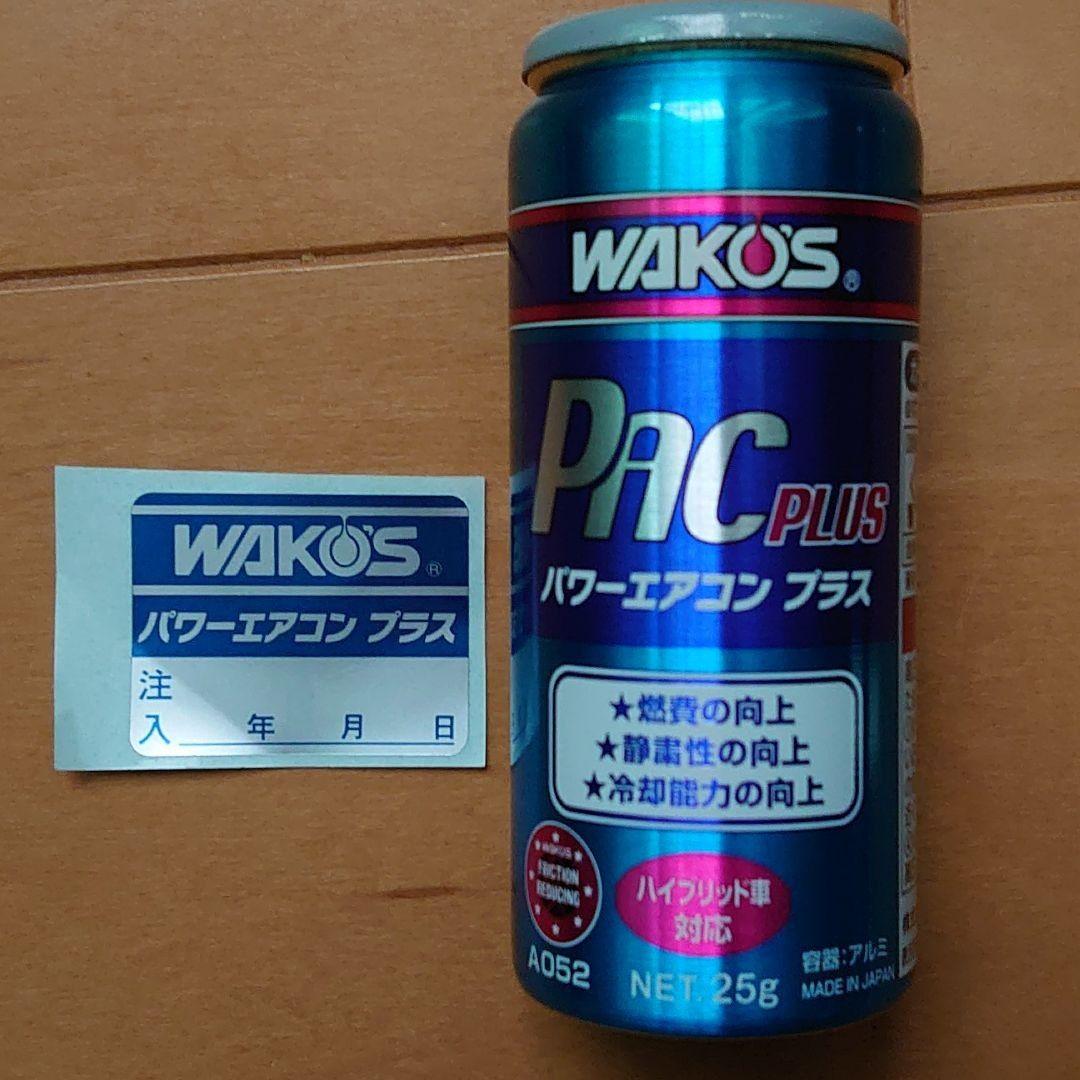 WAKO'S®
パワーエアコン プラス
注
入 年 月 日
WAKO'S®
PAC PLUS
パワーエアコン プラス
★燃費の向上
★静粛性の向上
★冷却能力の向上
WAKO'S
FRICTION
REDUCING
A052
ハイブリッド車
対応
NET. 25g
容器:アルミ
MADE IN JAPAN